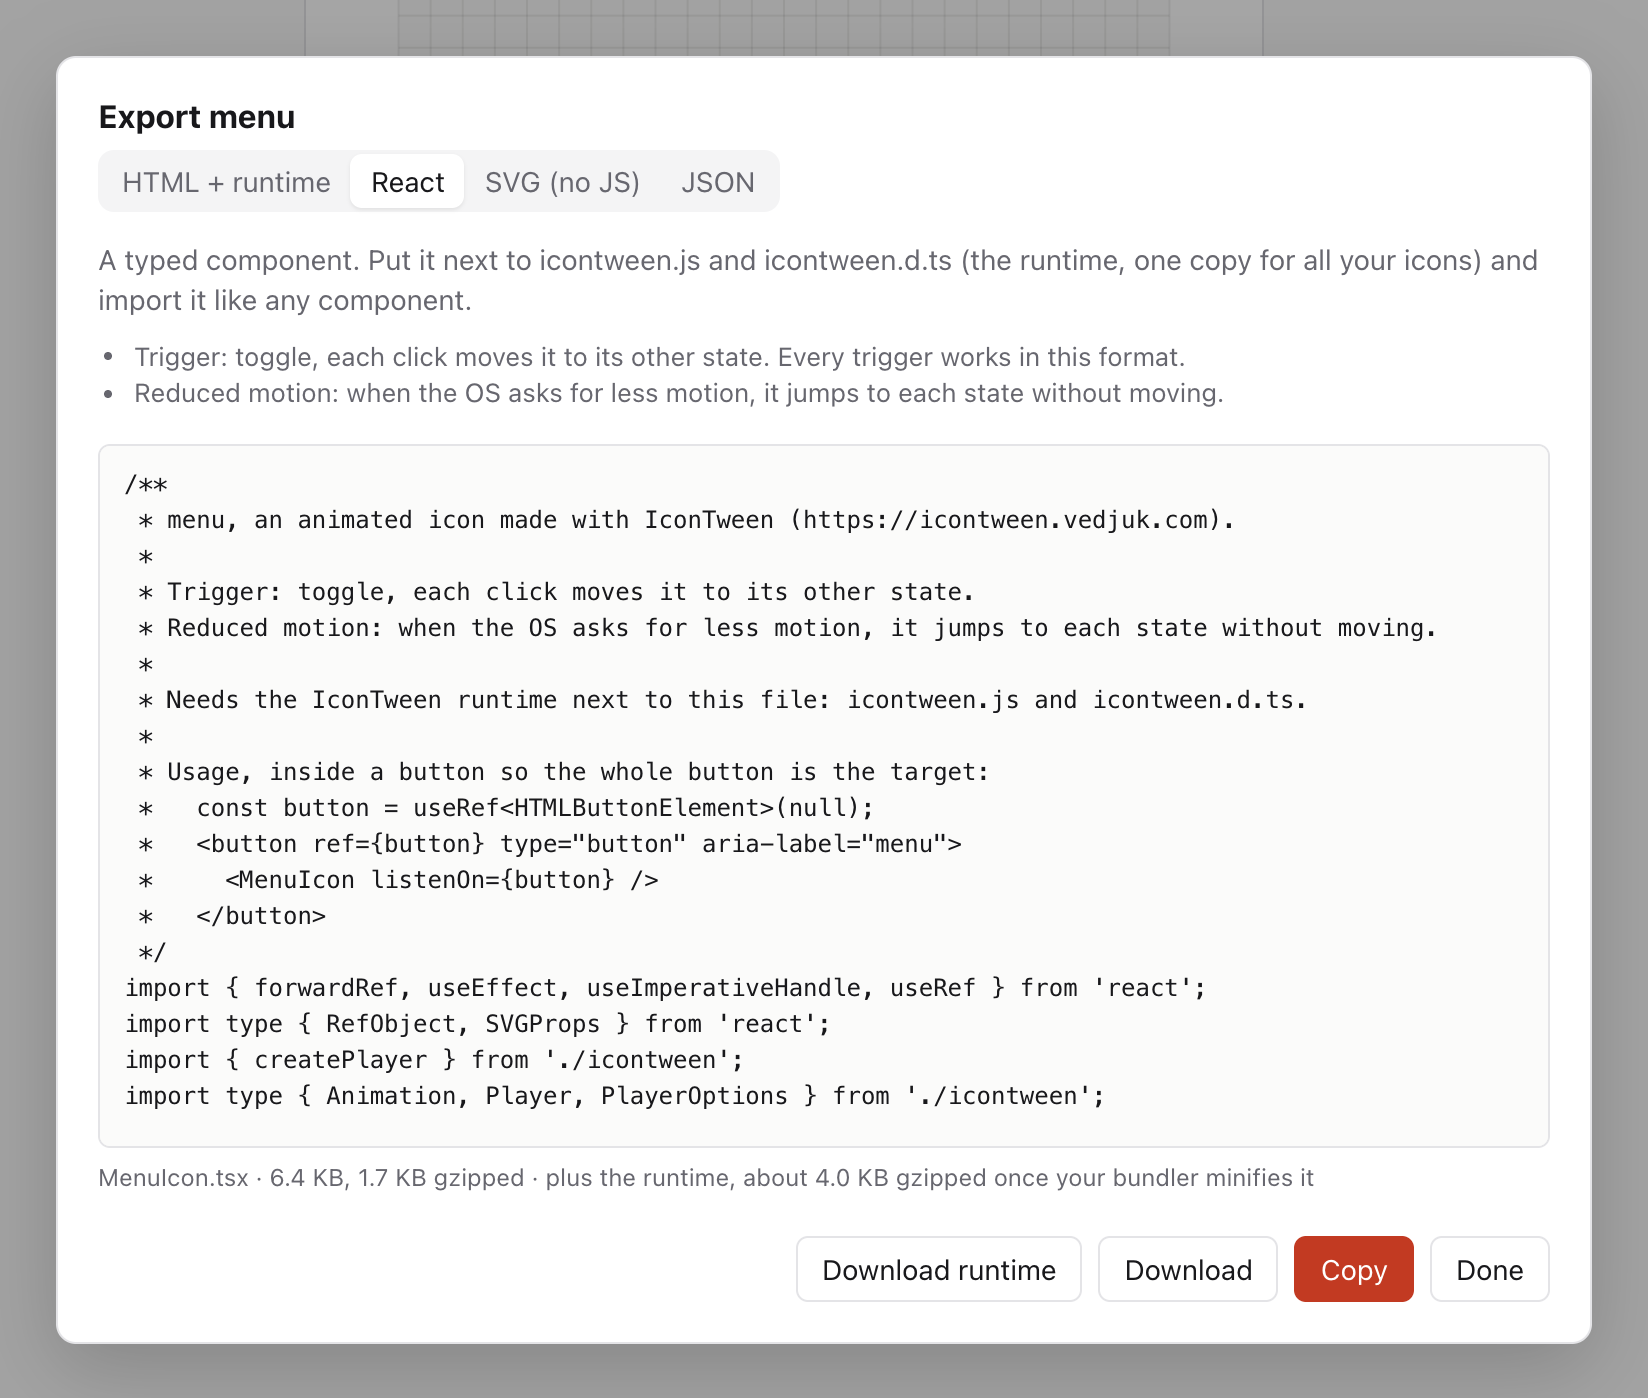 Export menu
HTML + runtime React SVG (no JS) JSON
A typed component. Put it next to icontween.js and icontween.d.ts (the runtime, one copy for all your icons) and
import it like any component.
• Trigger: toggle, each click moves it to its other state. Every trigger works in this format.
• Reduced motion: when the OS asks for less motion, it jumps to each state without moving.
/**
 * menu, an animated icon made with IconTween (https://icontween.vedjuk.com).
 *
 * Trigger: toggle, each click moves it to its other state.
 * Reduced motion: when the OS asks for less motion, it jumps to each state without moving.
 *
 * Needs the IconTween runtime next to this file: icontween.js and icontween.d.ts.
 *
 * Usage, inside a button so the whole button is the target:
 *   const button = useRef<HTMLButtonElement>(null);
 *   <button ref={button} type="button" aria-label="menu">
 *     <MenuIcon listenOn={button} />
 *   </button>
 */
import { forwardRef, useEffect, useImperativeHandle, useRef } from 'react';
import type { RefObject, SVGProps } from 'react';
import { createPlayer } from './icontween';
import type { Animation, Player, PlayerOptions } from './icontween';
MenuIcon.tsx · 6.4 KB, 1.7 KB gzipped · plus the runtime, about 4.0 KB gzipped once your bundler minifies it
Download runtime Download Copy Done